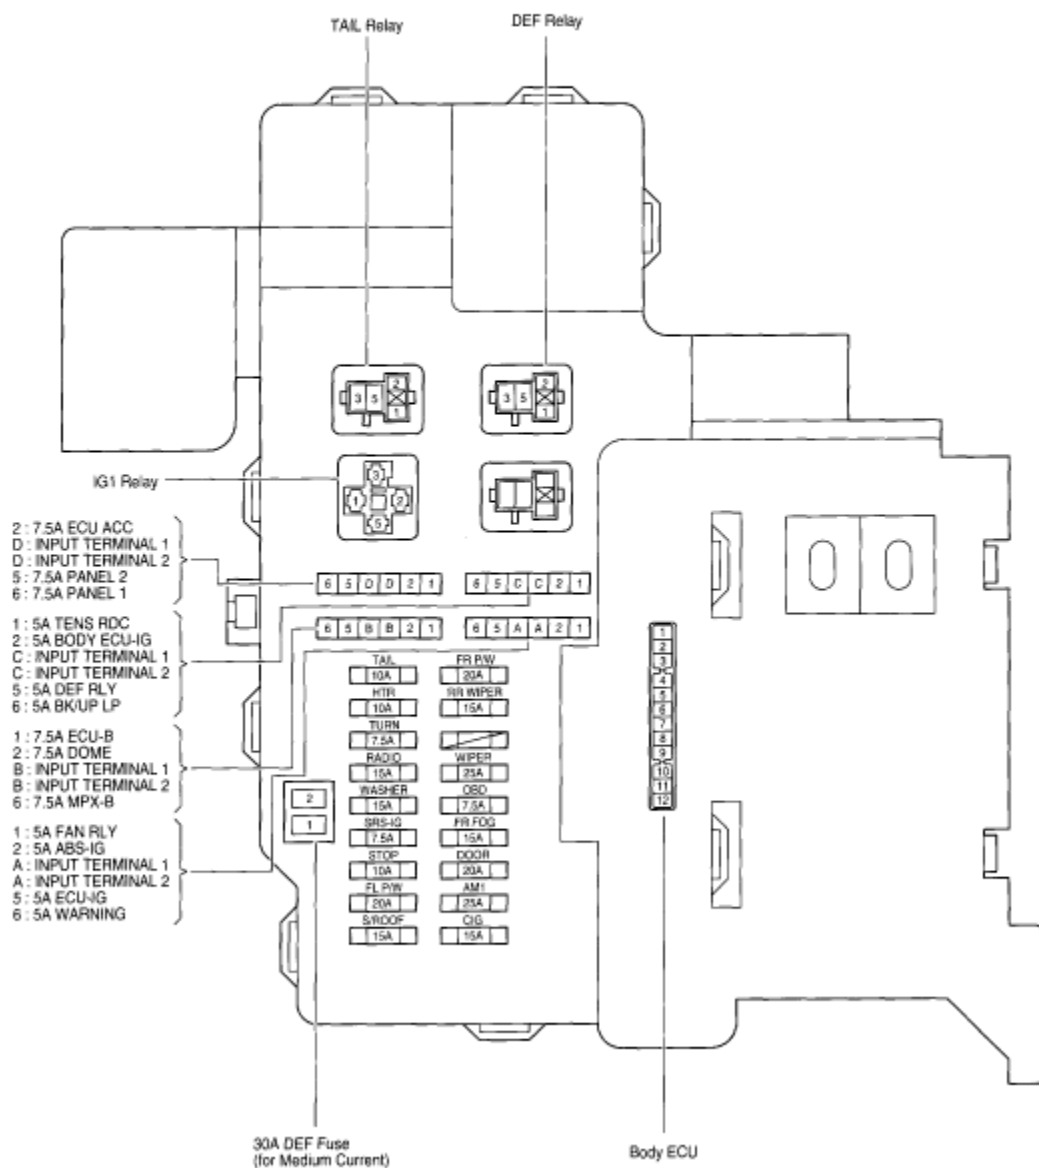 TAIL Relay
DEF Relay
2
3 5
1
2
3 5
1
IG1 Relay
3
1 2
5
2 : 7.5A ECU ACC
D : INPUT TERMINAL 1
D : INPUT TERMINAL 2
5 : 7.5A PANEL 2
6 : 7.5A PANEL 1
6 5 D D 2 1
6 5 C C 2 1
1 : 5A TENS RDC
2 : 5A BODY ECU-IG
C : INPUT TERMINAL 1
C : INPUT TERMINAL 2
5 : 5A DEF RLY
6 : 5A BK/UP LP
6 5 B B 2 1
6 5 A A 2 1
1 : 7.5A ECU-B
2 : 7.5A DOME
B : INPUT TERMINAL 1
B : INPUT TERMINAL 2
6 : 7.5A MPX-B
1 : 5A FAN RLY
2 : 5A ABS-IG
A : INPUT TERMINAL 1
A : INPUT TERMINAL 2
5 : 5A ECU-IG
6 : 5A WARNING
TAIL
10A
HTR
10A
TURN
7.5A
RADIO
15A
WASHER
15A
SRS-IG
7.5A
STOP
10A
FL P/W
20A
S/ROOF
15A
FR P/W
20A
RR WIPER
15A
WIPER
25A
OBD
7.5A
FR FOG
15A
DOOR
20A
AM1
25A
CIG
15A
2
1
1
2
3
4
5
6
7
8
9
10
11
12
30A DEF Fuse
(for Medium Current)
Body ECU